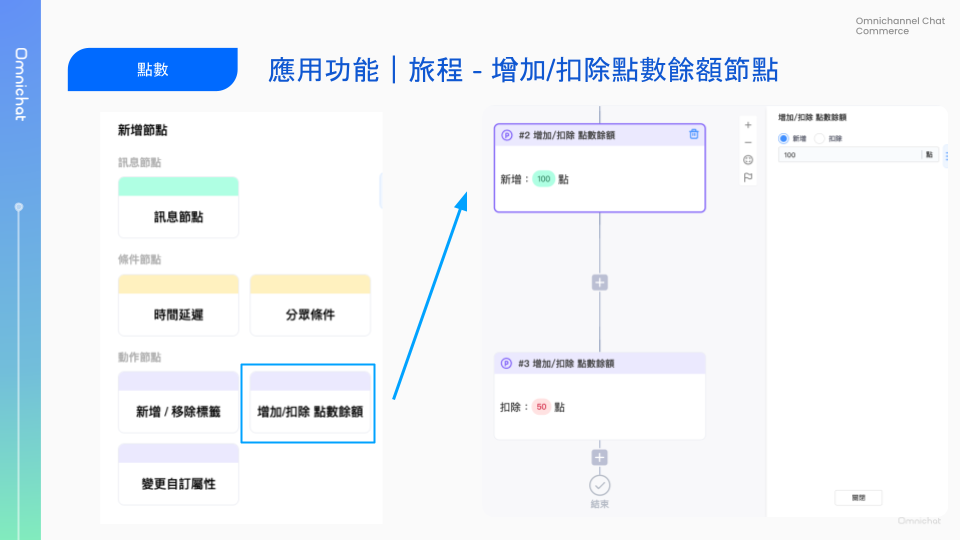 Omnichannel Chat
Commerce
Omnichat
點數
應用功能｜旅程 - 增加/扣除點數餘額節點
新增節點
訊息節點
訊息節點
條件節點
時間延遲
分眾條件
動作節點
新增 / 移除標籤
增加/扣除 點數餘額
變更自訂屬性
#2 增加/扣除 點數餘額
新增：100 點
#3 增加/扣除 點數餘額
扣除：50 點
結束
增加/扣除 點數餘額
新增 扣除
100 點
關閉
Omnichat